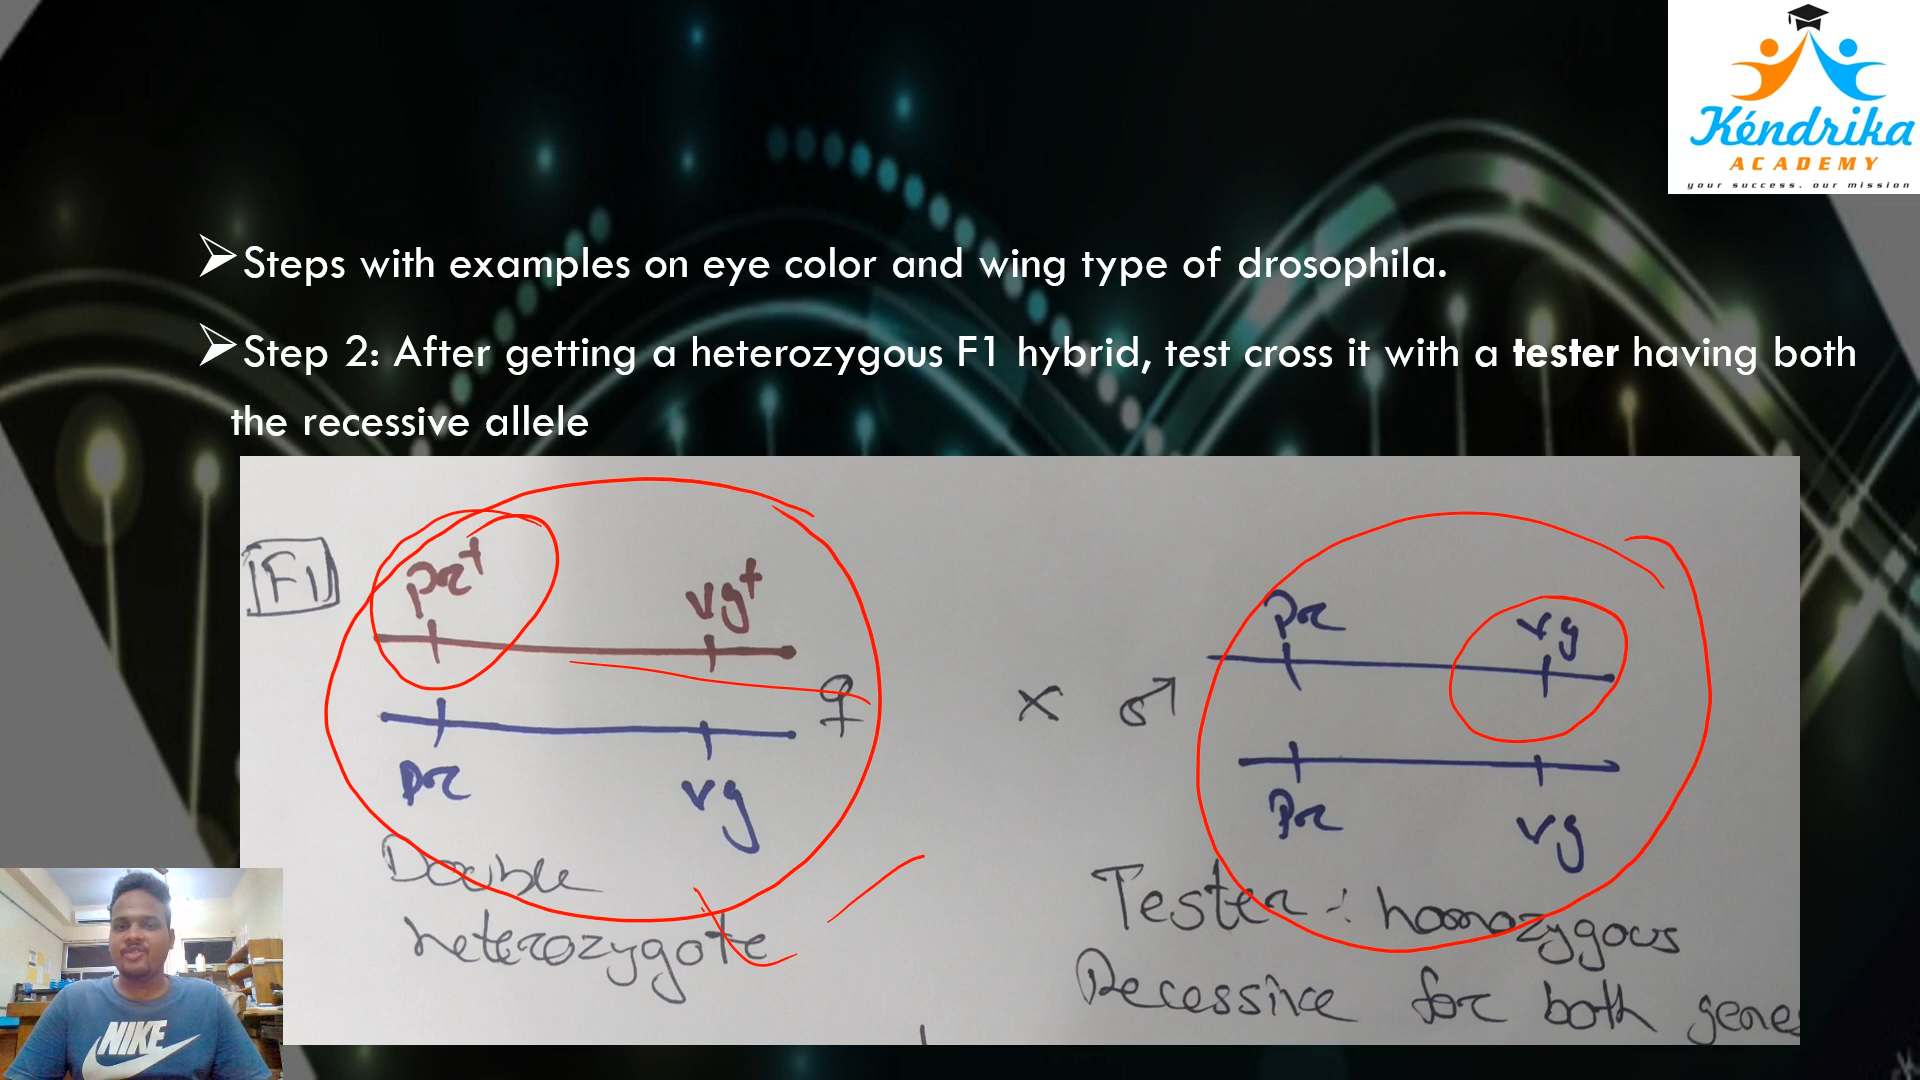 Kéndrika
ACADEMY
your success, our mission
Steps with examples on eye color and wing type of drosophila.
Step 2: After getting a heterozygous F1 hybrid, test cross it with a tester having both
the recessive allele
F1
pr+ vg+
pr vg
♀ × ♂
pr vg
pr vg
Double
heterozygote
Tester : homozygous
Recessive for both genes
NIKE